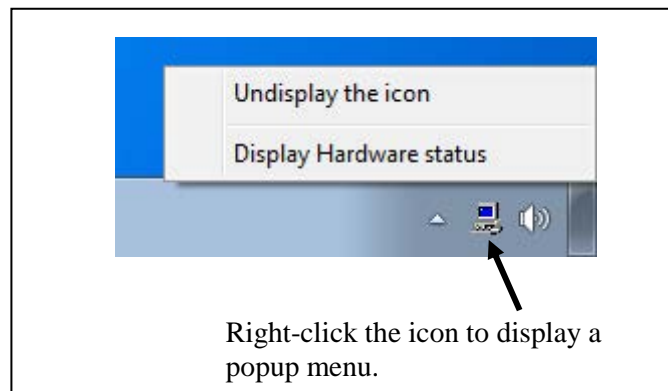 Undisplay the icon
Display Hardware status
Right-click the icon to display a
popup menu.